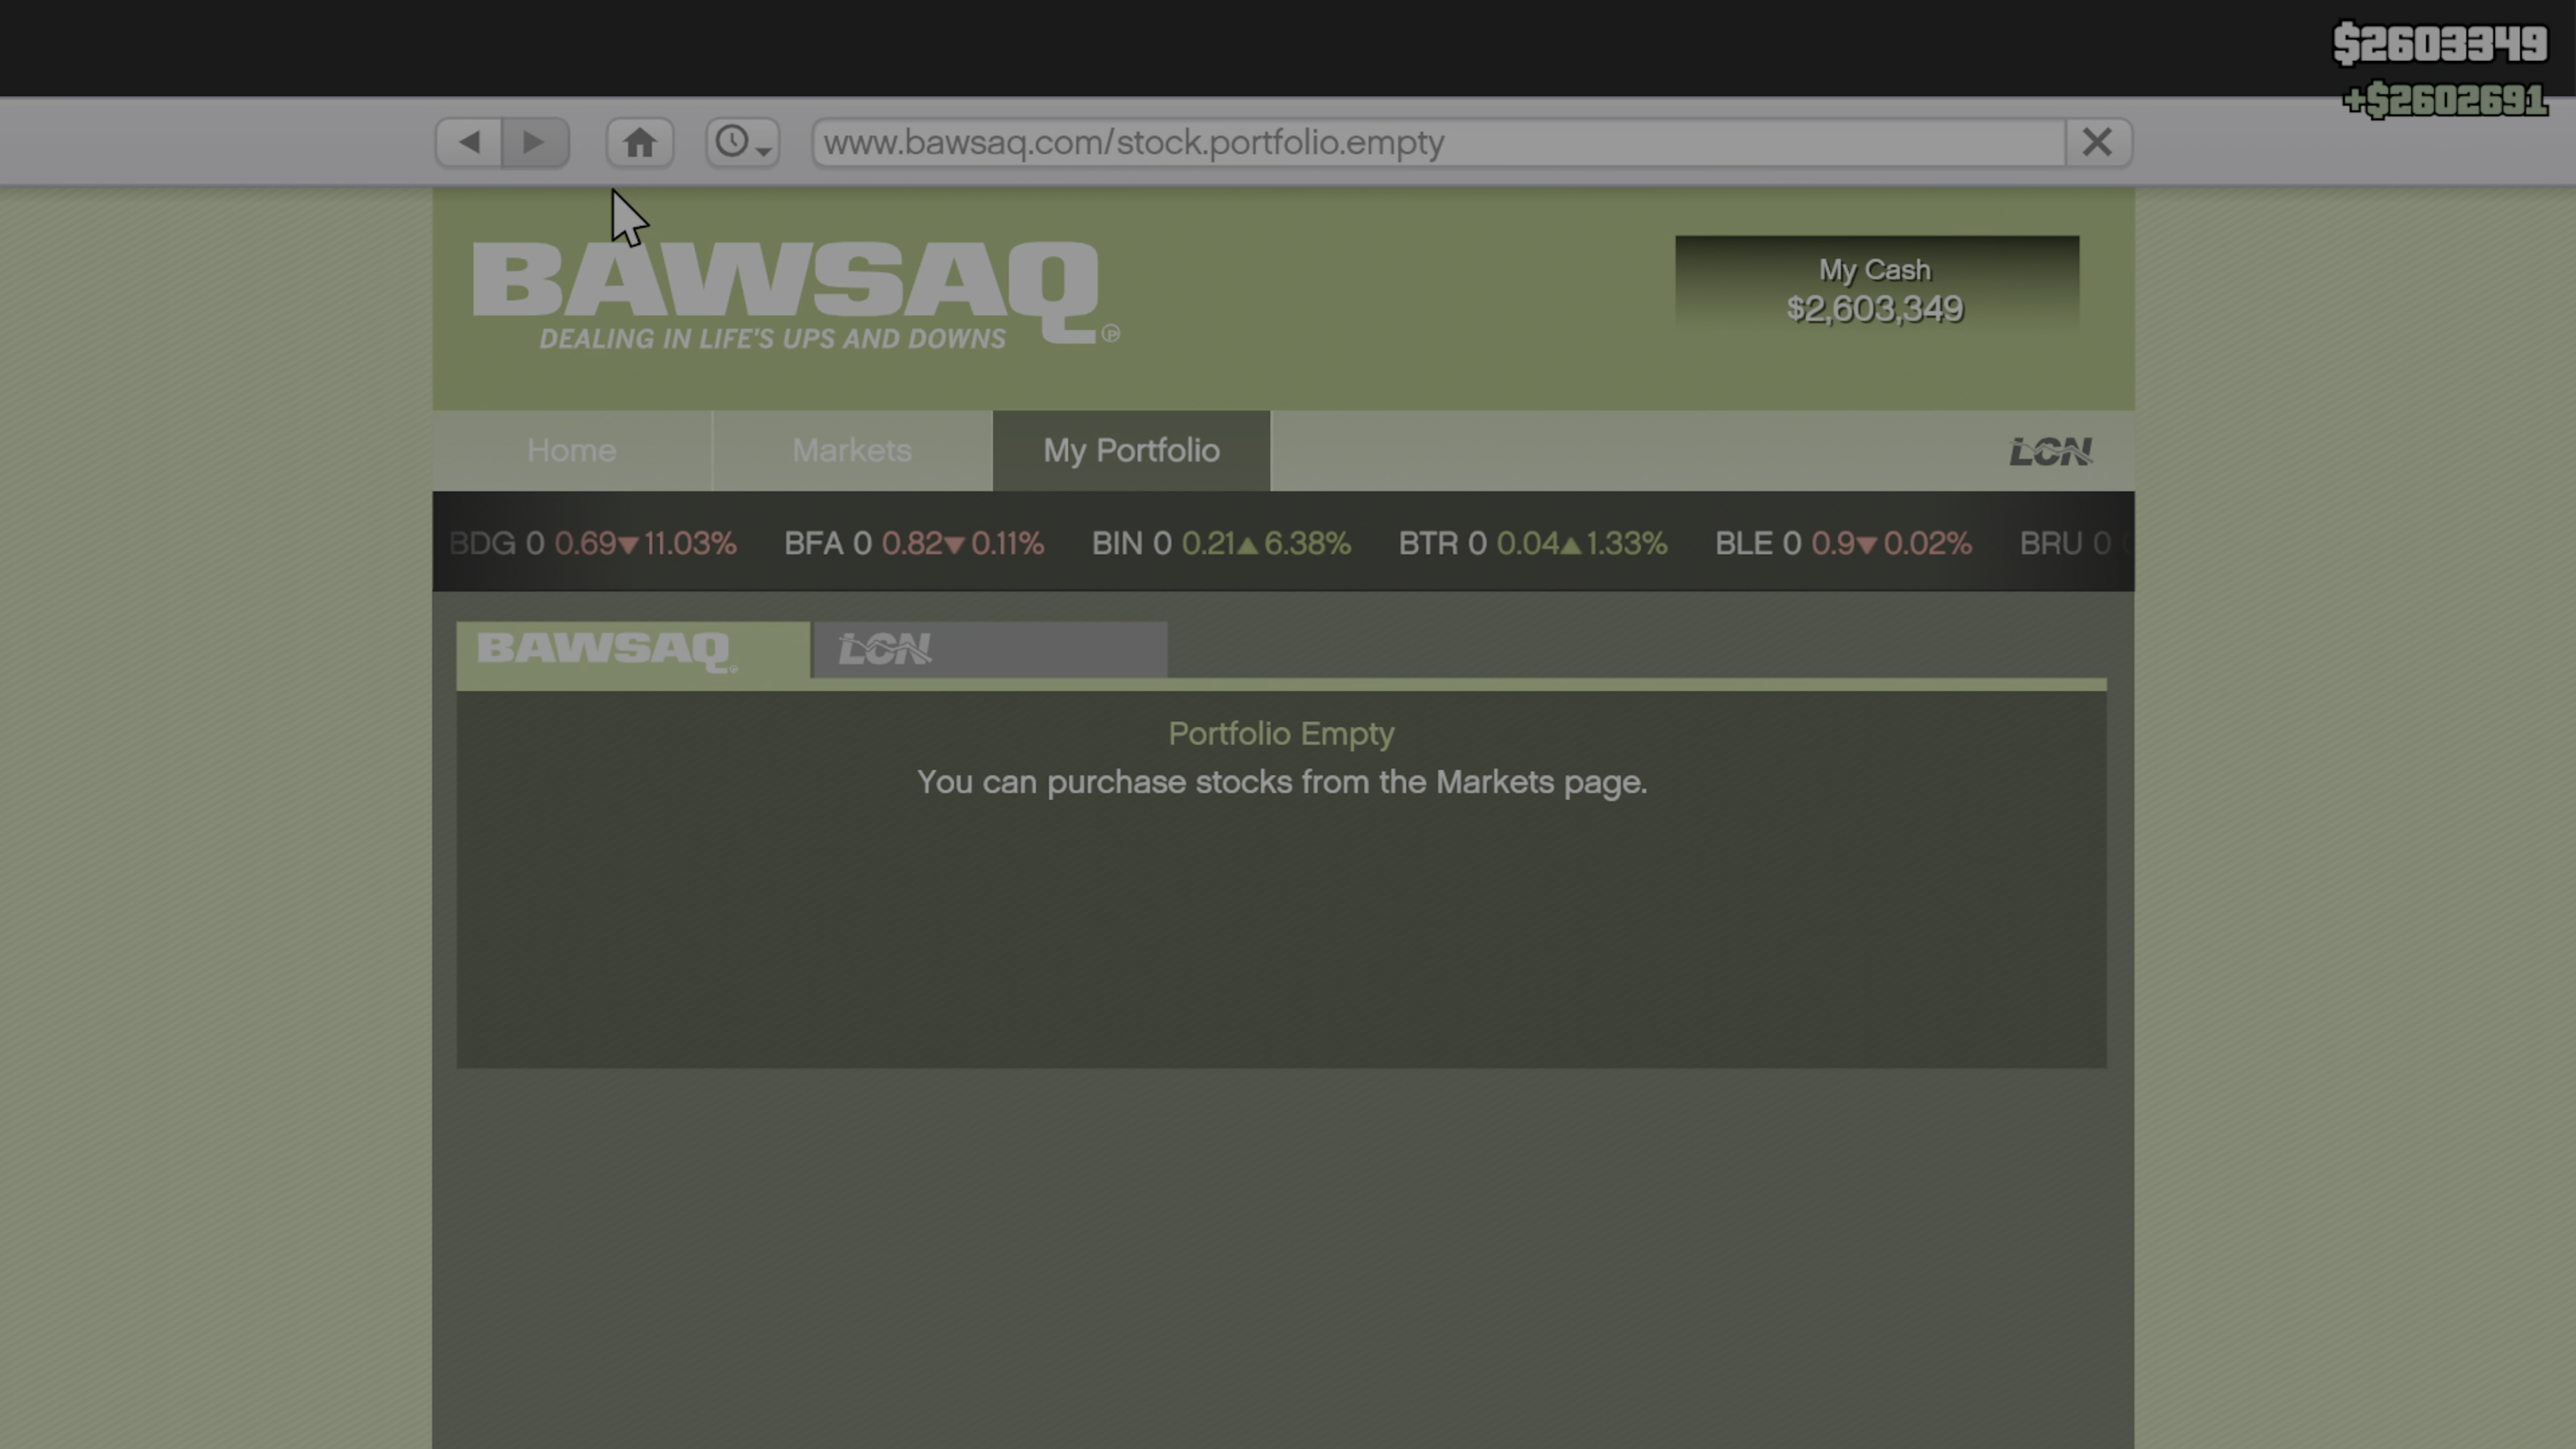 $2603349
+$2602691
www.bawsaq.com/stock.portfolio.empty
BAWSAQ
DEALING IN LIFE'S UPS AND DOWNS
My Cash
$2,603,349
Home Markets My Portfolio LCN
BDG 0 0.69▼11.03% BFA 0 0.82▼0.11% BIN 0 0.21▲6.38% BTR 0 0.04▲1.33% BLE 0 0.9▼0.02% BRU 0
BAWSAQ LCN
Portfolio Empty
You can purchase stocks from the Markets page.